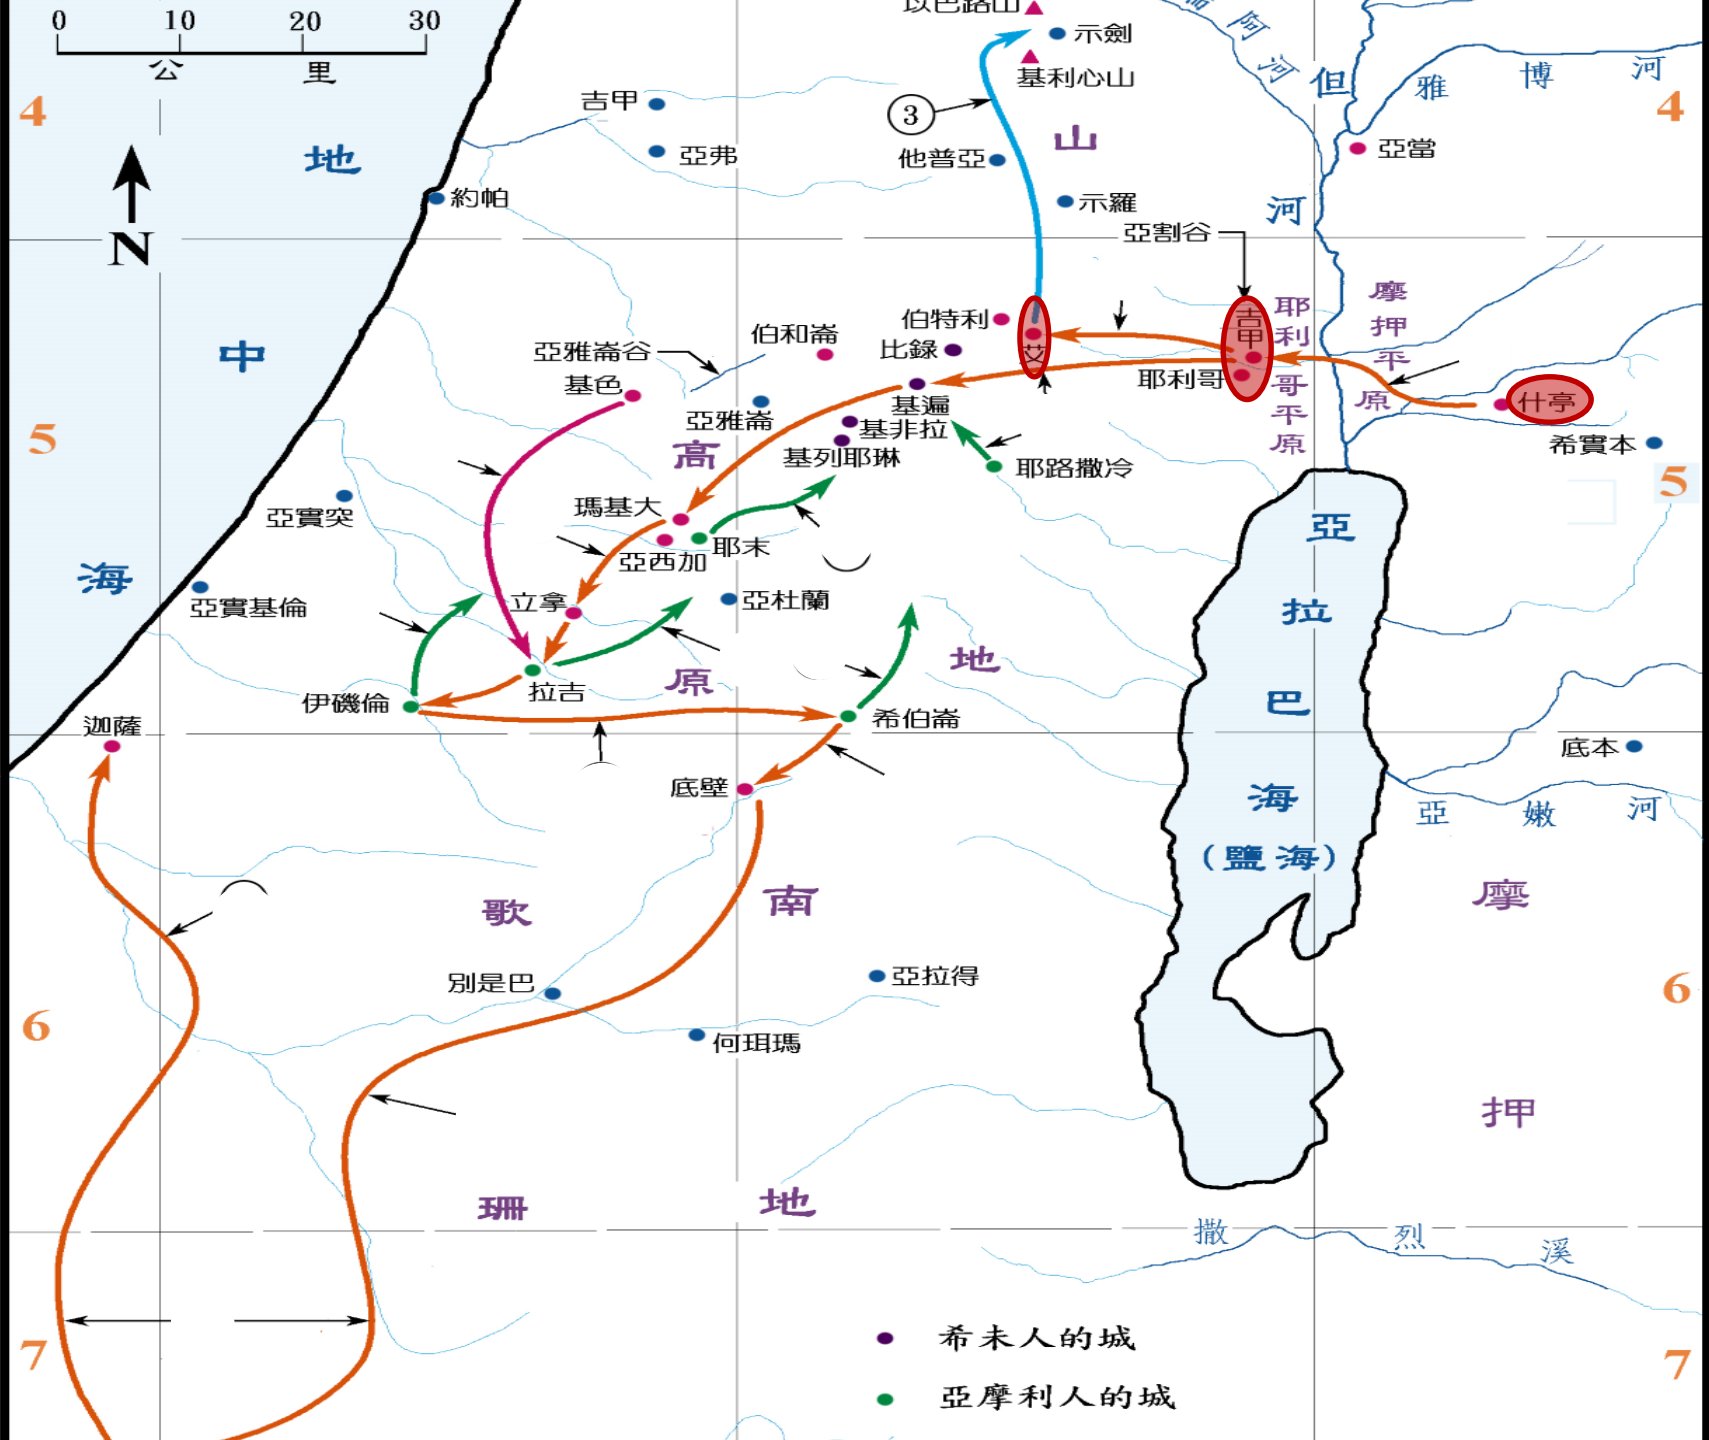 0 10 20 30
公里
以巴路山
示劍
基利心山
但
河
阿
河
雅博河
4
4
地
中
海
吉甲
亞弗
約帕
③
山
他普亞
示羅
亞當
亞割谷
N
伯特利
比錄
艾
吉甲
耶利哥
耶利哥平原
摩押平原
什亭
希實本
伯和崙
亞雅崙谷
基色
亞雅崙
基遍
基非拉
基列耶琳
耶路撒冷
5
5
高
原
山
地
瑪基大
亞西加
耶末
亞實突
亞實基倫
立拿
亞杜蘭
拉吉
伊磯倫
希伯崙
迦薩
底壁
底本
亞拉巴海
(鹽海)
亞嫩河
歌
珊
南
地
摩
押
別是巴
亞拉得
何珥瑪
6
6
撒烈溪
7
7
希未人的城
亞摩利人的城